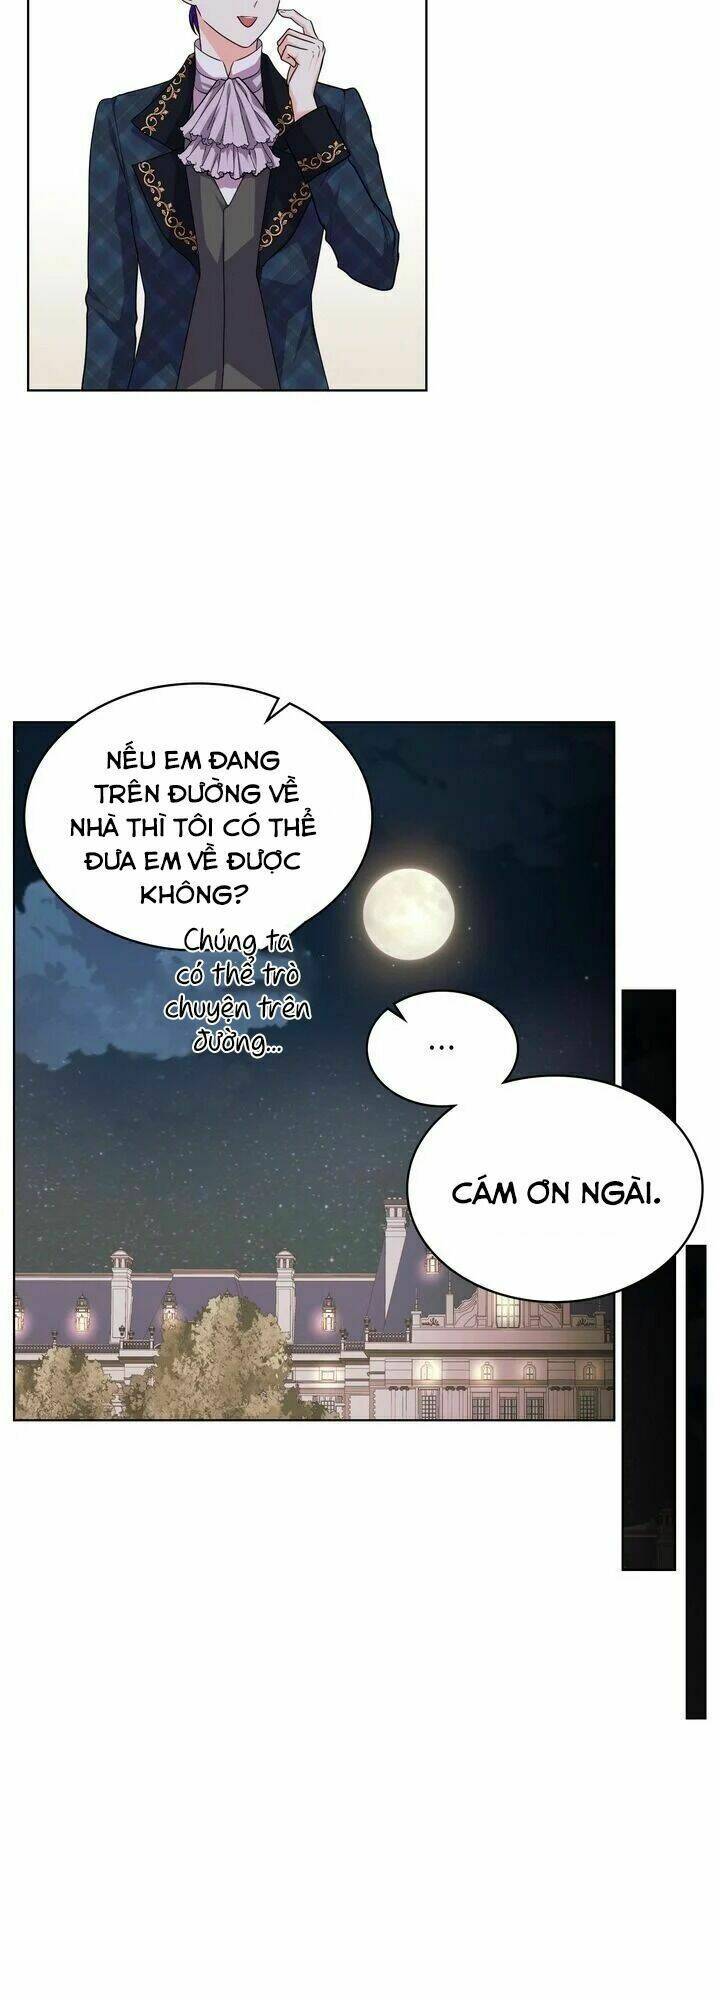 NẾU EM ĐANG
TRÊN ĐƯỜNG VỀ
NHÀ THÌ TÔI CÓ THỂ
ĐƯA EM VỀ ĐƯỢC
KHÔNG?
Chúng ta
có thể trò
chuyện trên
đường...
...
CÁM ƠN NGÀI.